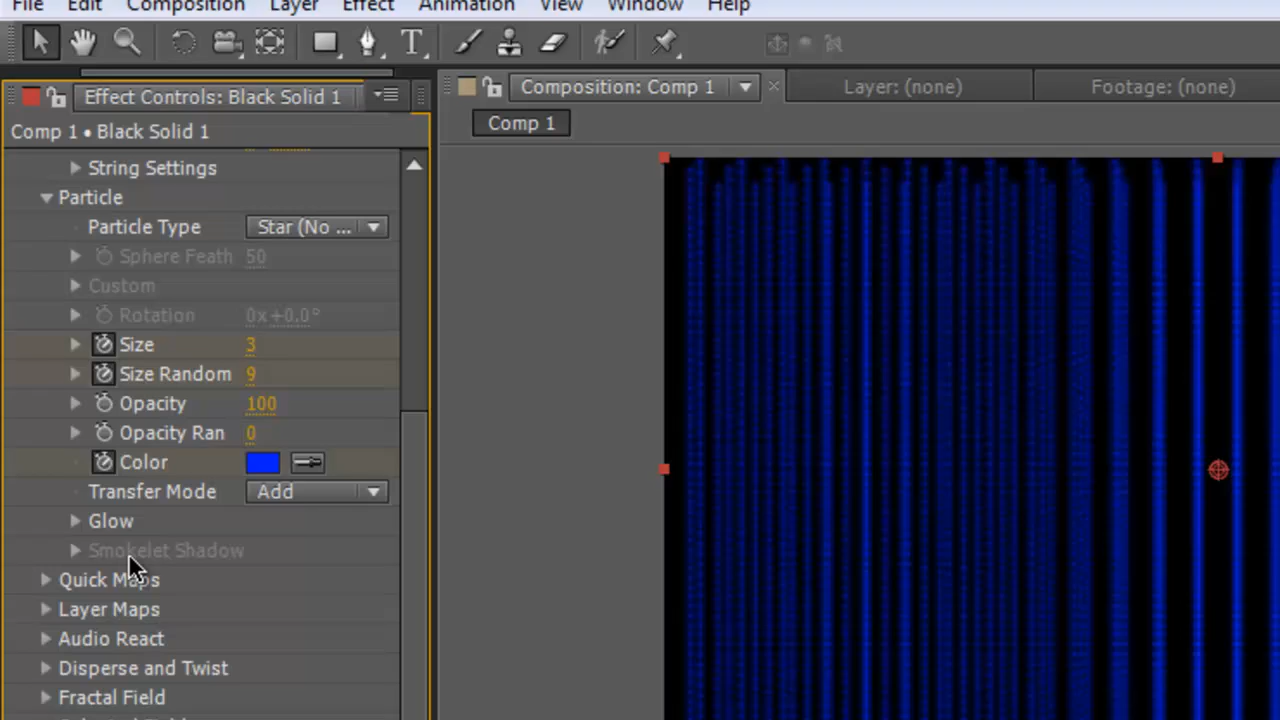 File Edit Composition Layer Effect Animation View Window Help
Effect Controls: Black Solid 1
Composition: Comp 1
Layer: (none)
Footage: (none)
Comp 1 • Black Solid 1
Comp 1
String Settings
Particle
Particle Type Star (No ...
Sphere Feath 50
Custom
Rotation 0x+0.0°
Size 3
Size Random 9
Opacity 100
Opacity Ran 0
Color
Transfer Mode Add
Glow
Smokelet Shadow
Quick Maps
Layer Maps
Audio React
Disperse and Twist
Fractal Field